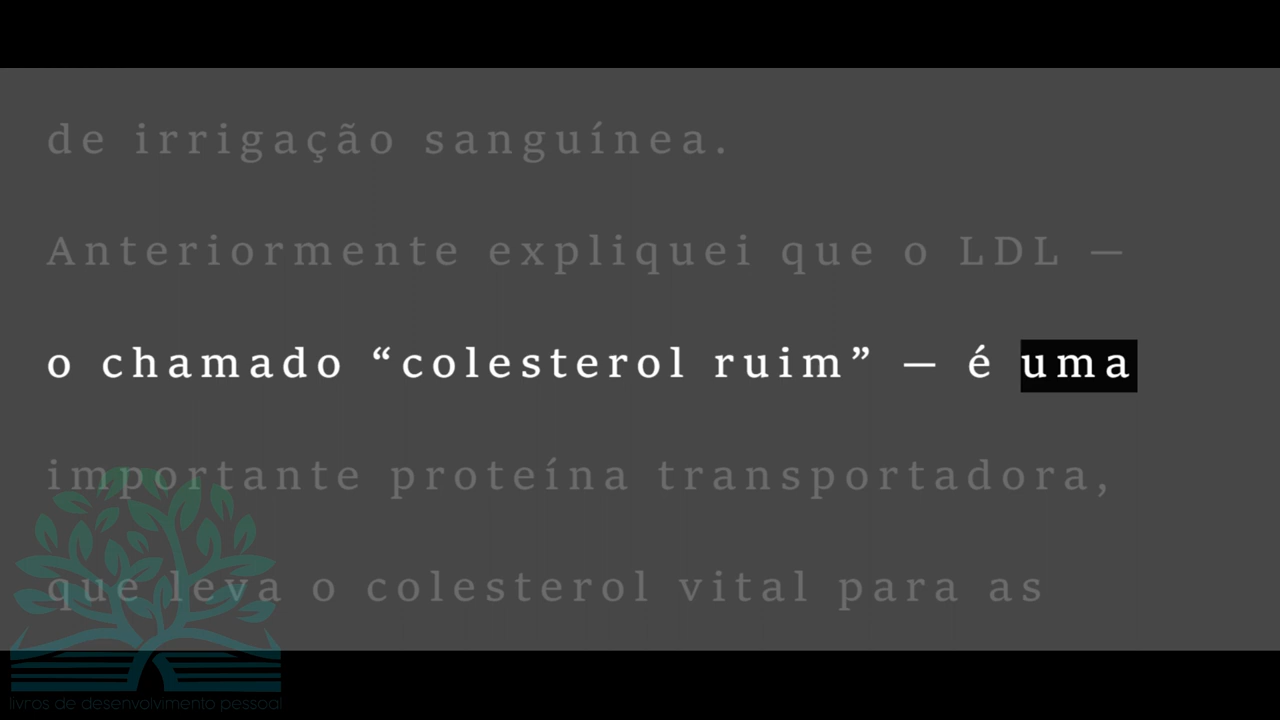 de irrigação sanguínea.
Anteriormente expliquei que o LDL —
o chamado “colesterol ruim” — é uma
importante proteína transportadora,
que leva o colesterol vital para as
livros de desenvolvimento pessoal